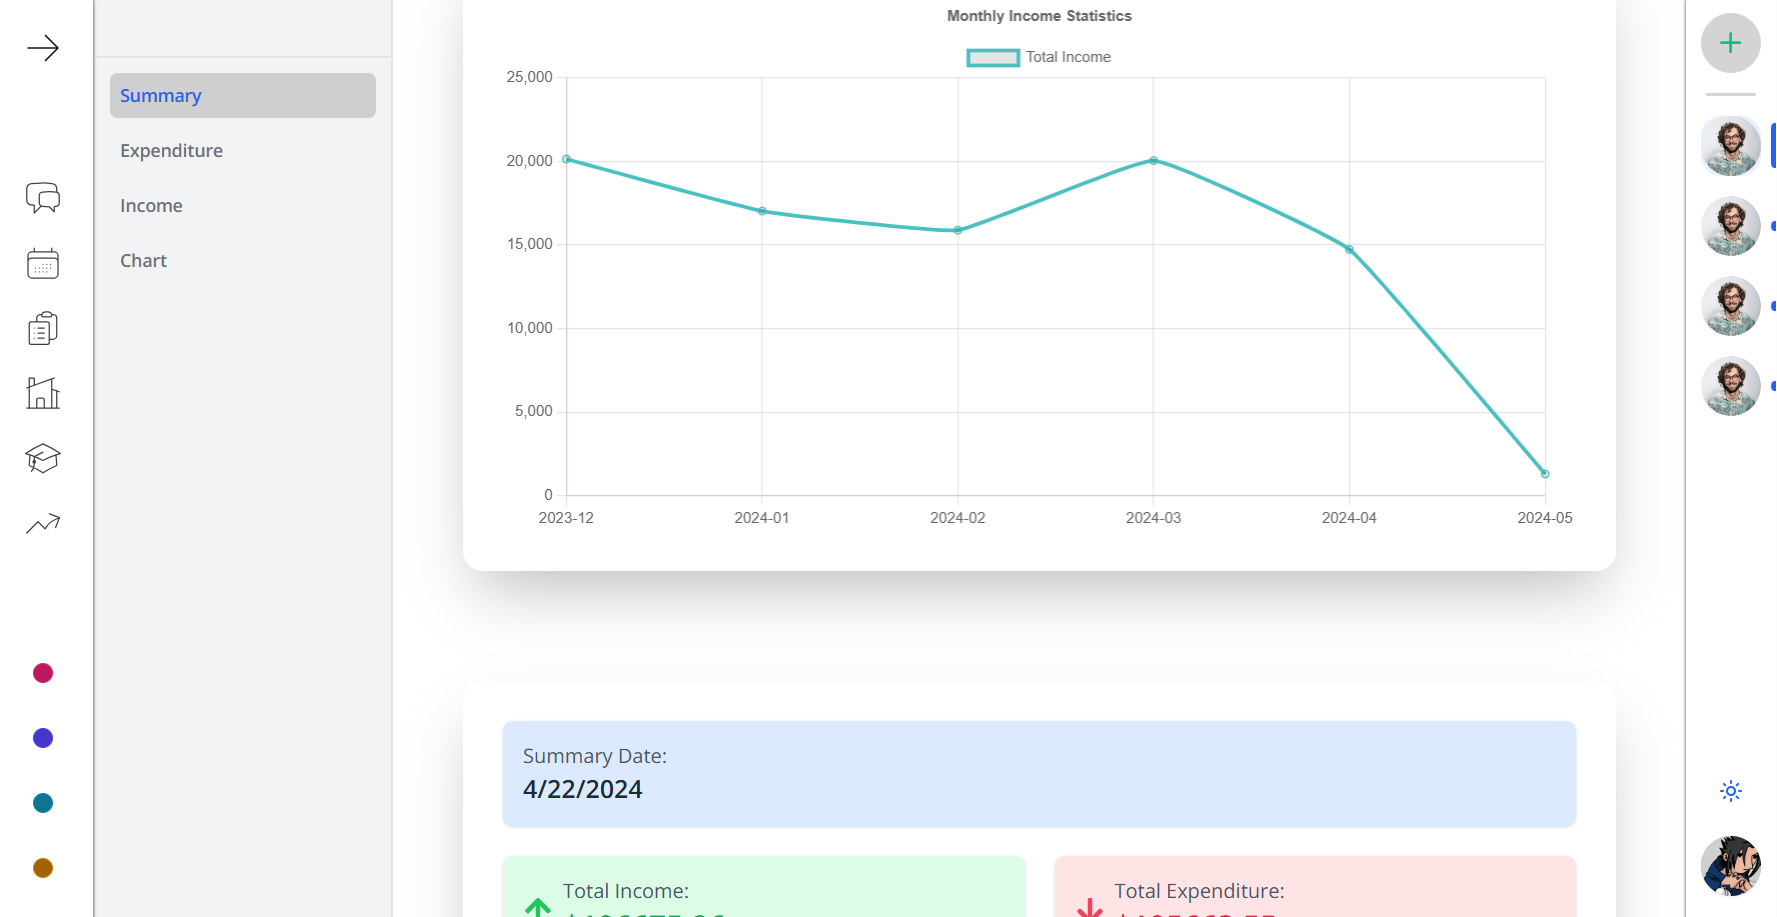 Monthly Income Statistics
Total Income
25,000
20,000
15,000
10,000
5,000
0
2023-12
2024-01
2024-02
2024-03
2024-04
2024-05
Summary
Expenditure
Income
Chart
Summary Date:
4/22/2024
Total Income:
Total Expenditure: